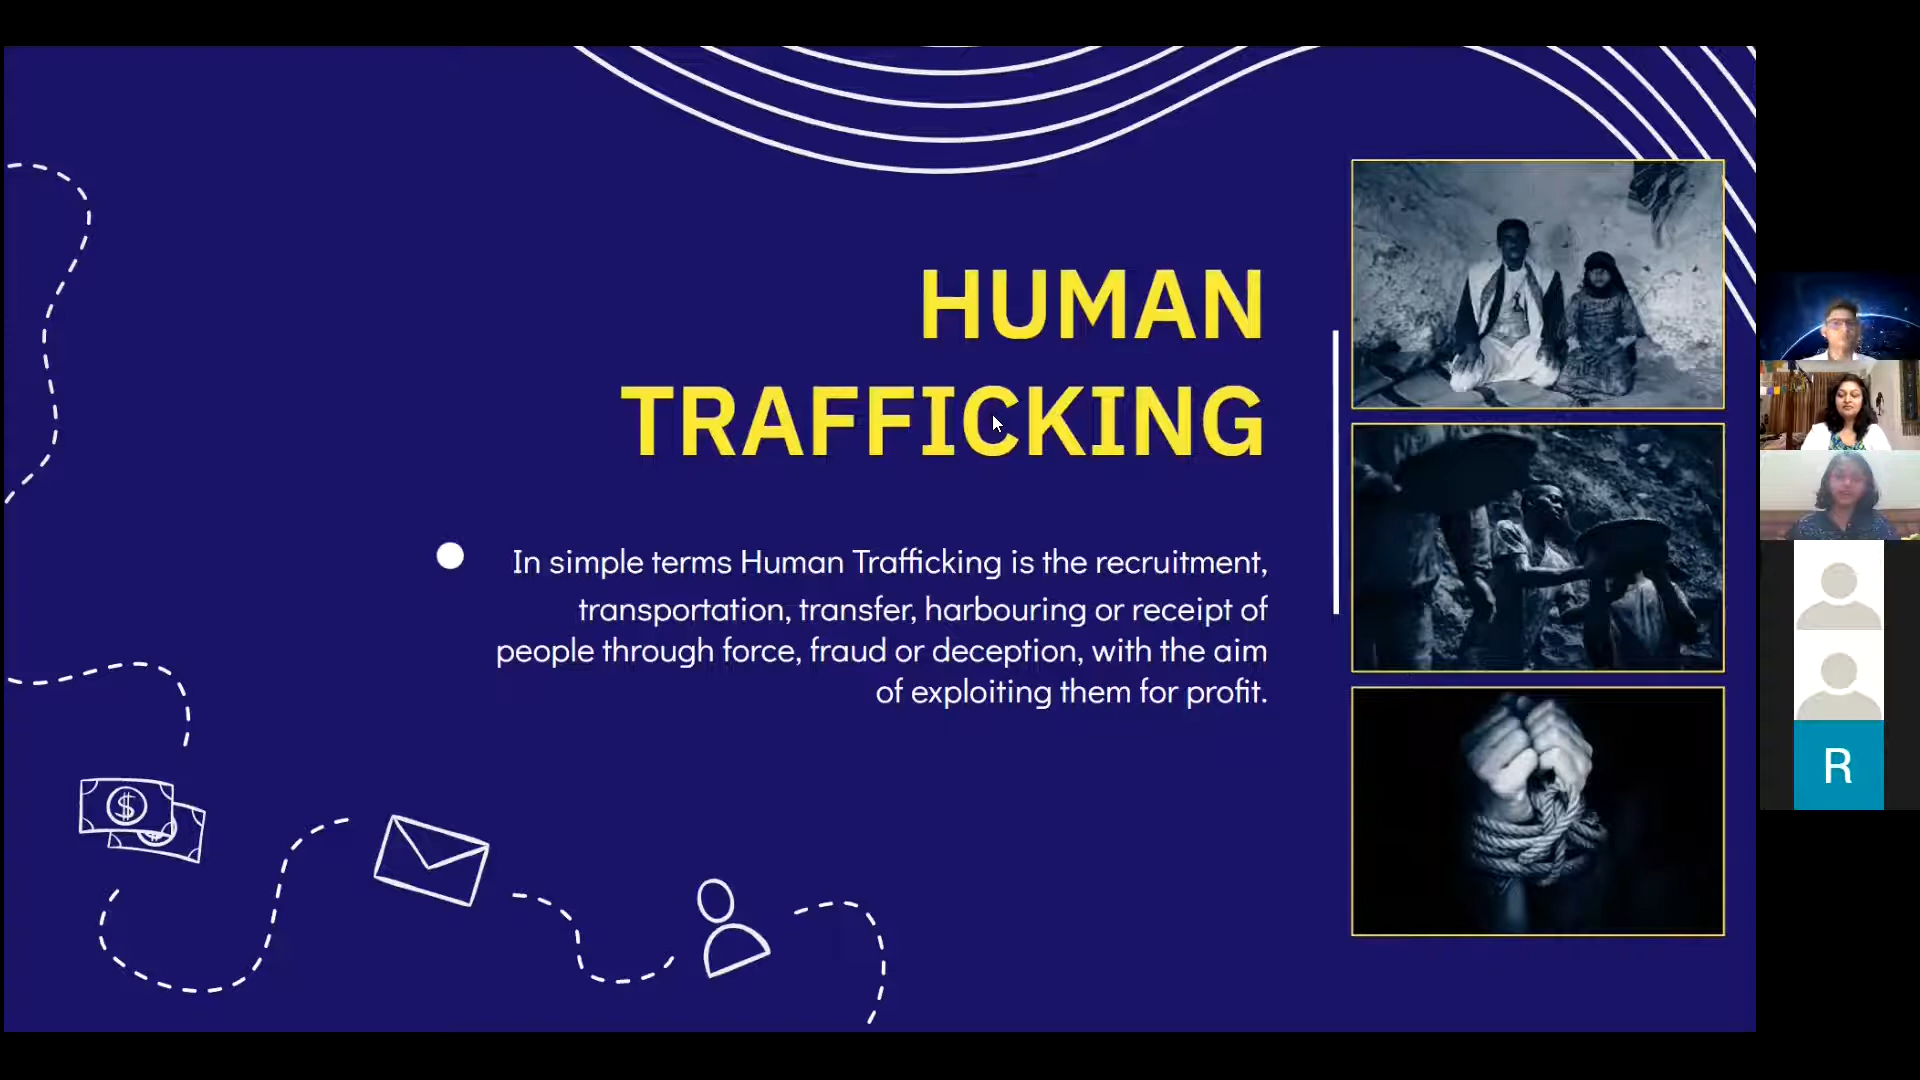 HUMAN
TRAFFICKING
In simple terms Human Trafficking is the recruitment,
transportation, transfer, harbouring or receipt of
people through force, fraud or deception, with the aim
of exploiting them for profit.
$
$
R